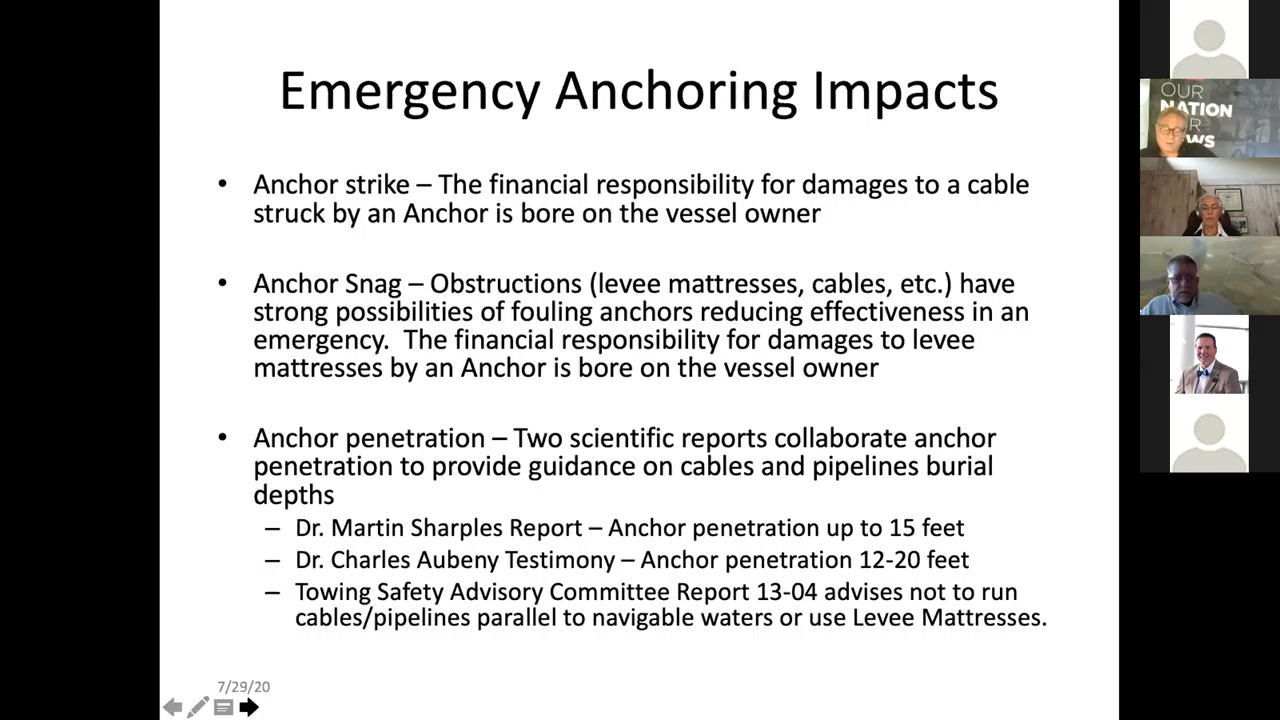 Emergency Anchoring Impacts
• Anchor strike – The financial responsibility for damages to a cable
struck by an Anchor is bore on the vessel owner
• Anchor Snag – Obstructions (levee mattresses, cables, etc.) have
strong possibilities of fouling anchors reducing effectiveness in an
emergency. The financial responsibility for damages to levee
mattresses by an Anchor is bore on the vessel owner
• Anchor penetration – Two scientific reports collaborate anchor
penetration to provide guidance on cables and pipelines burial
depths
– Dr. Martin Sharples Report – Anchor penetration up to 15 feet
– Dr. Charles Aubeny Testimony – Anchor penetration 12-20 feet
– Towing Safety Advisory Committee Report 13-04 advises not to run
cables/pipelines parallel to navigable waters or use Levee Mattresses.
7/29/20
OUR
NATION